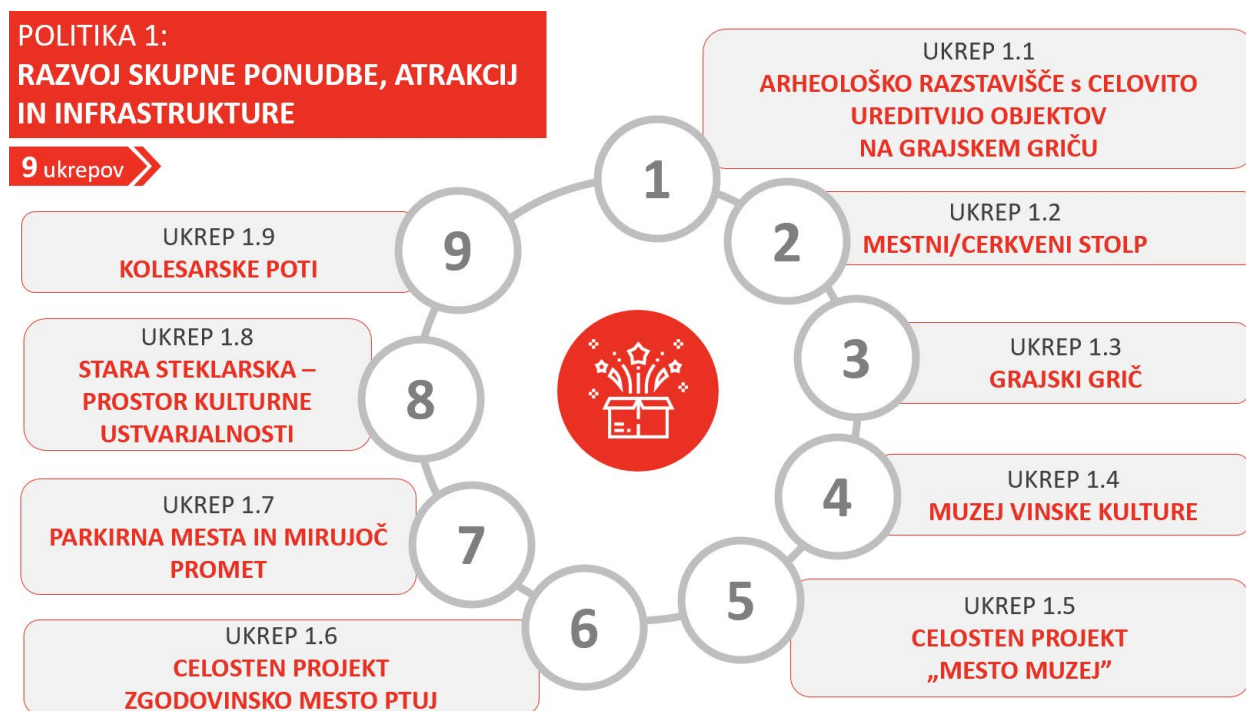 POLITIKA 1:
RAZVOJ SKUPNE PONUDBE, ATRAKCIJ
IN INFRASTRUKTURE
9 ukrepov
UKREP 1.1
ARHEOLOŠKO RAZSTAVIŠČE s CELOVITO
UREDITVIJO OBJEKTOV
NA GRAJSKEM GRIČU
1
UKREP 1.2
MESTNI/CERKVENI STOLP
2
UKREP 1.3
GRAJSKI GRIČ
3
UKREP 1.4
MUZEJ VINSKE KULTURE
4
UKREP 1.5
CELOSTEN PROJEKT
„MESTO MUZEJ”
5
UKREP 1.6
CELOSTEN PROJEKT
ZGODOVINSKO MESTO PTUJ
6
UKREP 1.7
PARKIRNA MESTA IN MIRUJOČ
PROMET
7
UKREP 1.8
STARA STEKLARSKA –
PROSTOR KULTURNE
USTVARJALNOSTI
8
UKREP 1.9
KOLESARSKE POTI
9